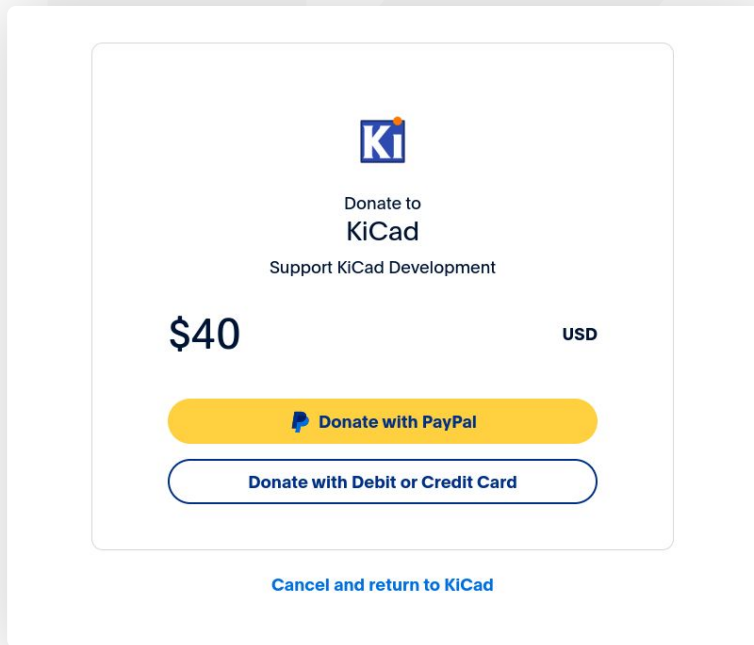 Ki
Donate to
KiCad
Support KiCad Development
$40 USD
Donate with PayPal
Donate with Debit or Credit Card
Cancel and return to KiCad